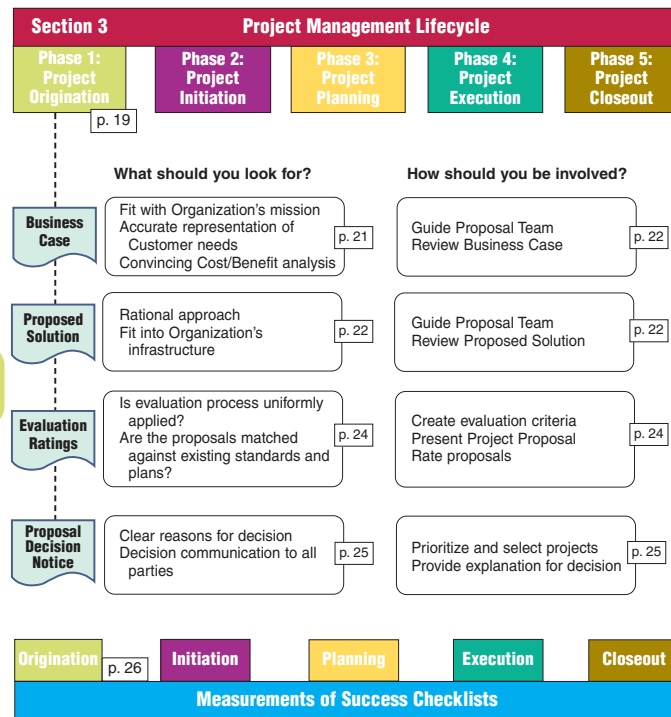 Section 3 Project Management Lifecycle
Phase 1:
Project
Origination
p. 19
Phase 2:
Project
Initiation
Phase 3:
Project
Planning
Phase 4:
Project
Execution
Phase 5:
Project
Closeout
What should you look for?
How should you be involved?
Business
Case
Fit with Organization's mission
Accurate representation of
Customer needs
Convincing Cost/Benefit analysis
p. 21
Guide Proposal Team
Review Business Case
p. 22
Proposed
Solution
Rational approach
Fit into Organization's
infrastructure
p. 22
Guide Proposal Team
Review Proposed Solution
p. 22
Evaluation
Ratings
Is evaluation process uniformly
applied?
Are the proposals matched
against existing standards and
plans?
p. 24
Create evaluation criteria
Present Project Proposal
Rate proposals
p. 24
Proposal
Decision
Notice
Clear reasons for decision
Decision communication to all
parties
p. 25
Prioritize and select projects
Provide explanation for decision
p. 25
Origination
p. 26
Initiation
Planning
Execution
Closeout
Measurements of Success Checklists